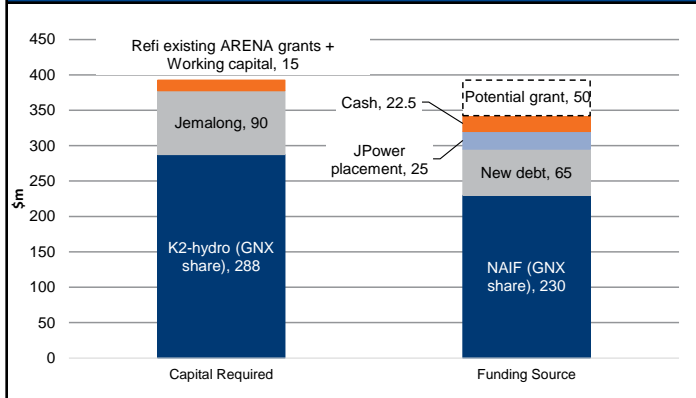 450
400
350
300
250
200
150
100
50
0
$m
Refi existing ARENA grants +
Working capital, 15
Jemalong, 90
K2-hydro (GNX
share), 288
Capital Required
Potential grant, 50
Cash, 22.5
JPower
placement, 25
New debt, 65
NAIF (GNX
share), 230
Funding Source